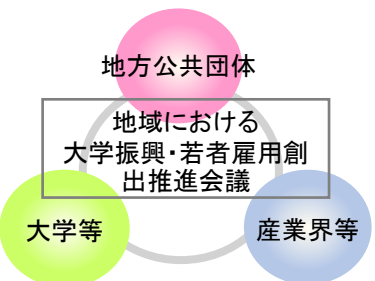 地方公共団体
地域における
大学振興・若者雇用創
出推進会議
大学等
産業界等